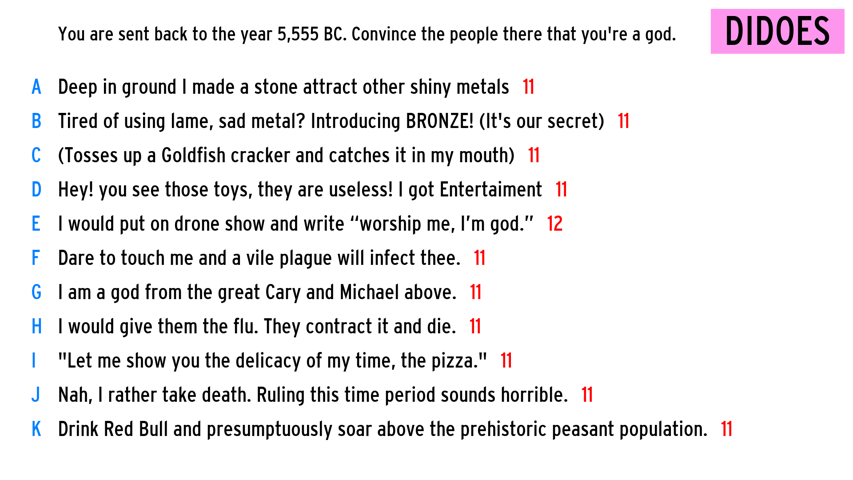 You are sent back to the year 5,555 BC. Convince the people there that you're a god.
DIDOES
A Deep in ground I made a stone attract other shiny metals 11
B Tired of using lame, sad metal? Introducing BRONZE! (It's our secret) 11
C (Tosses up a Goldfish cracker and catches it in my mouth) 11
D Hey! you see those toys, they are useless! I got Entertaiment 11
E I would put on drone show and write “worship me, I’m god.” 12
F Dare to touch me and a vile plague will infect thee. 11
G I am a god from the great Cary and Michael above. 11
H I would give them the flu. They contract it and die. 11
I "Let me show you the delicacy of my time, the pizza." 11
J Nah, I rather take death. Ruling this time period sounds horrible. 11
K Drink Red Bull and presumptuously soar above the prehistoric peasant population. 11